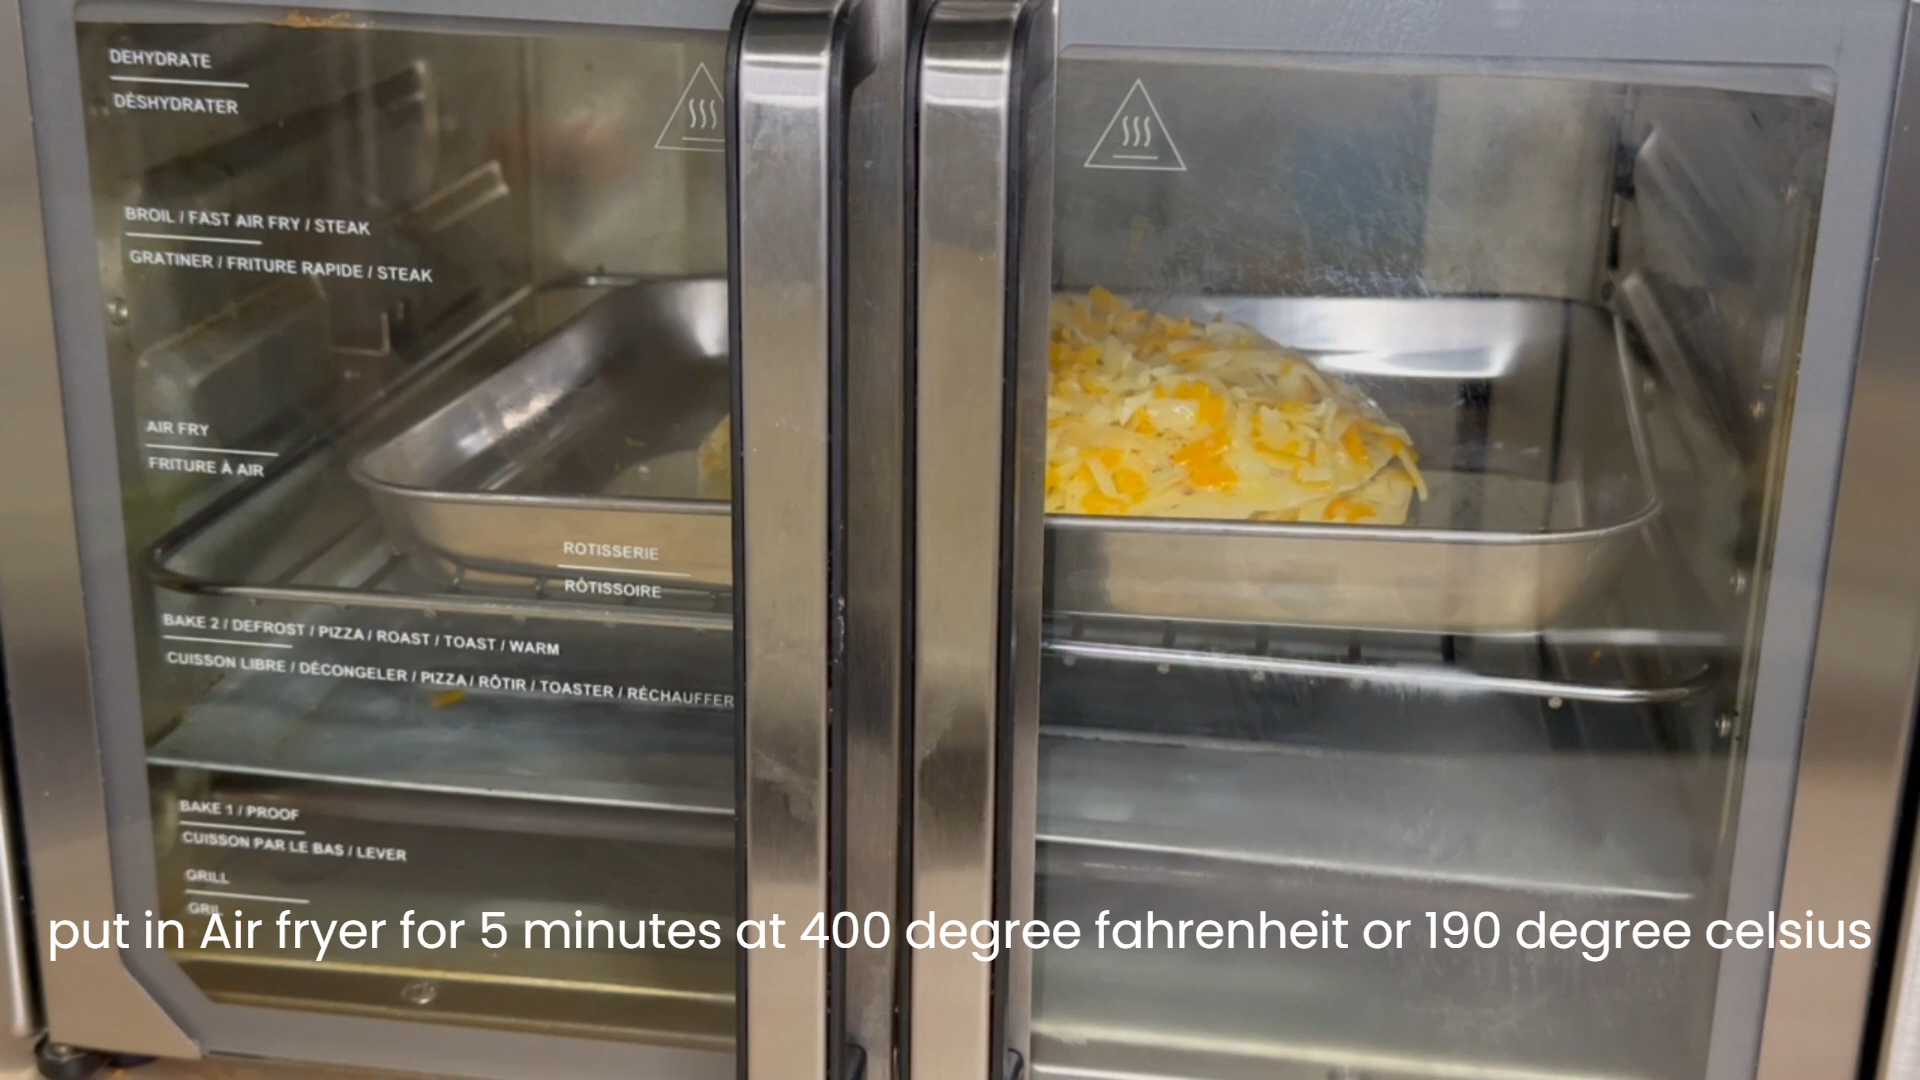 DEHYDRATE
DÉSHYDRATER
BROIL / FAST AIR FRY / STEAK
GRATINER / FRITURE RAPIDE / STEAK
AIR FRY
FRITURE À AIR
ROTISSERIE
RÔTISSOIRE
BAKE 2 / DEFROST / PIZZA / ROAST / TOAST / WARM
CUISSON LIBRE / DÉCONGELER / PIZZA / RÔTIR / TOASTER / RÉCHAUFFER
BAKE 1 / PROOF
CUISSON PAR LE BAS / LEVER
GRILL
GRIL
put in Air fryer for 5 minutes at 400 degree fahrenheit or 190 degree celsius